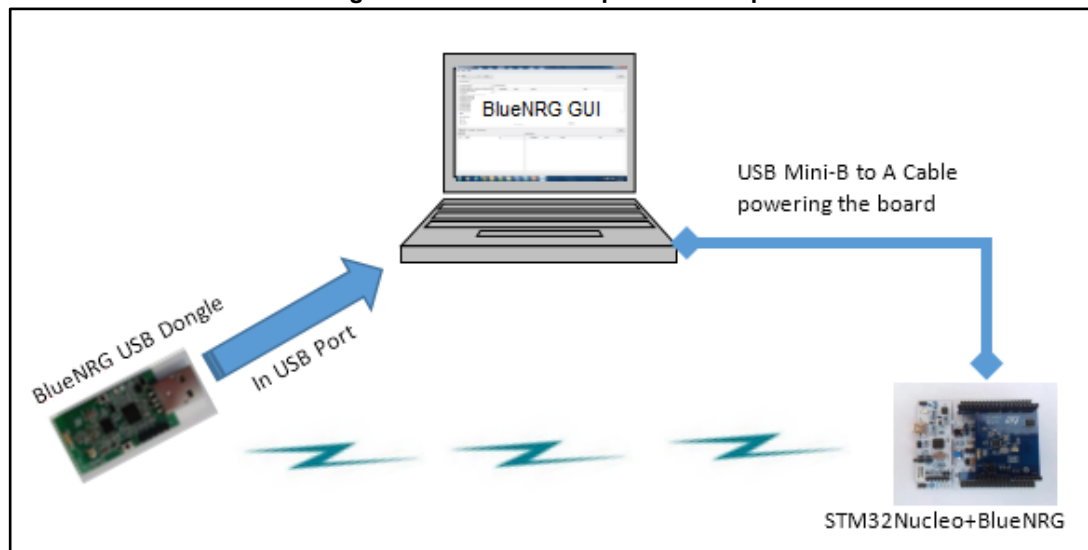 BlueNRG GUI
USB Mini-B to A Cable
powering the board
BlueNRG USB Dongle
In USB Port
STM32Nucleo+BlueNRG